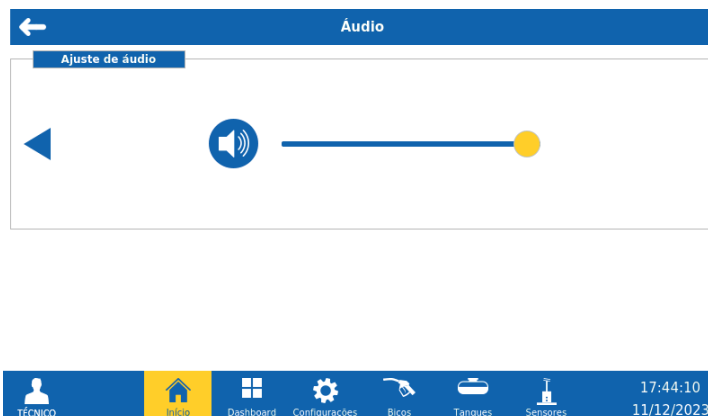 Áudio
Ajuste de áudio
TÉCNICO
Início
Dashboard
Configurações
Bicos
Tanques
Sensores
17:44:10
11/12/2023